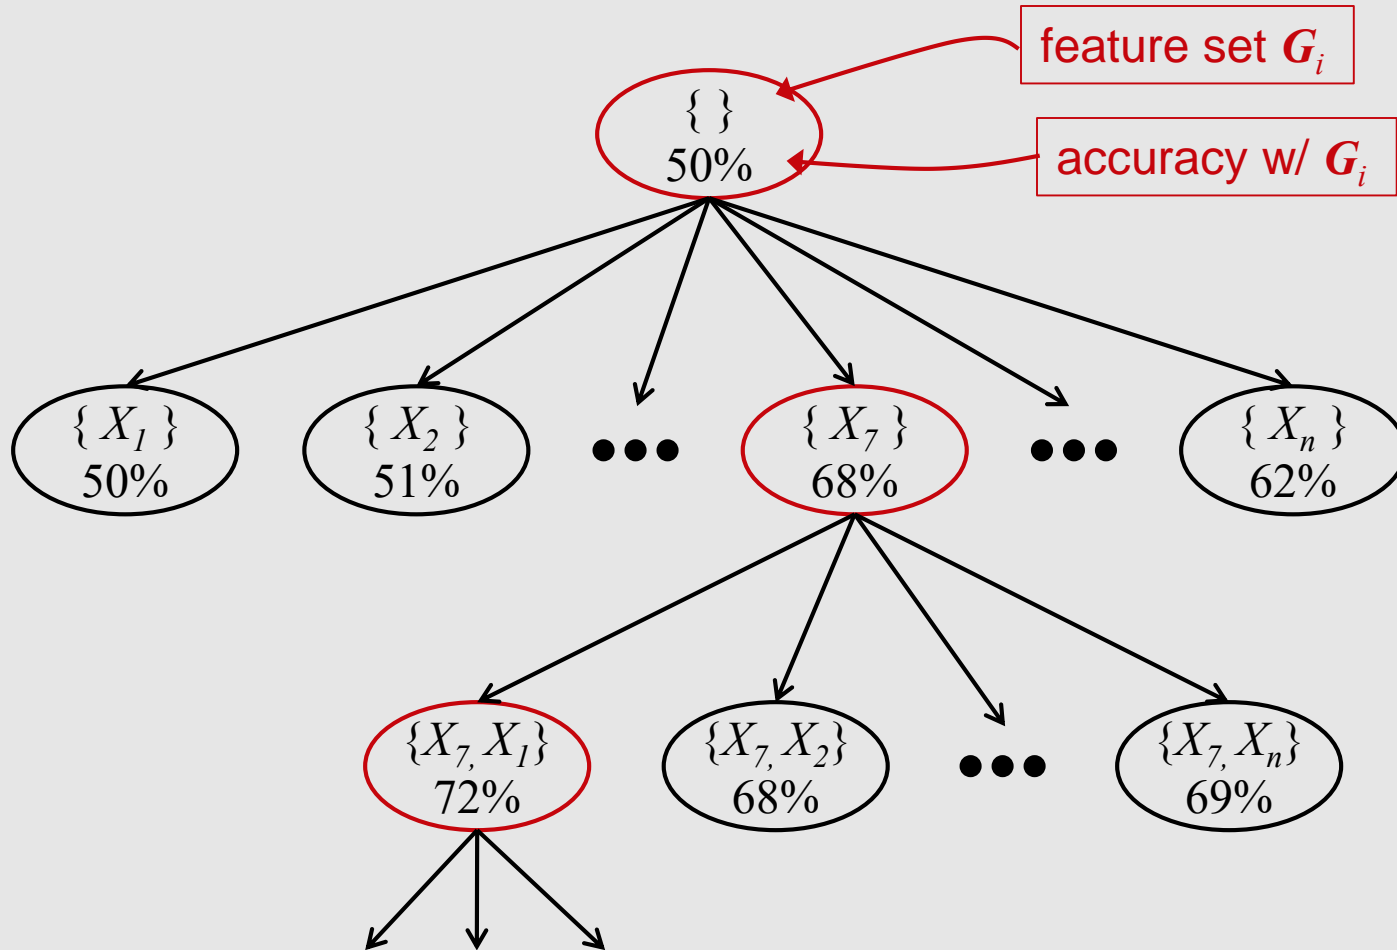 feature set G_i
{ }
50%
accuracy w/ G_i
{ X_1 }
50%
{ X_2 }
51%
{ X_7 }
68%
{ X_n }
62%
{X_7, X_1}
72%
{X_7, X_2}
68%
{X_7, X_n}
69%